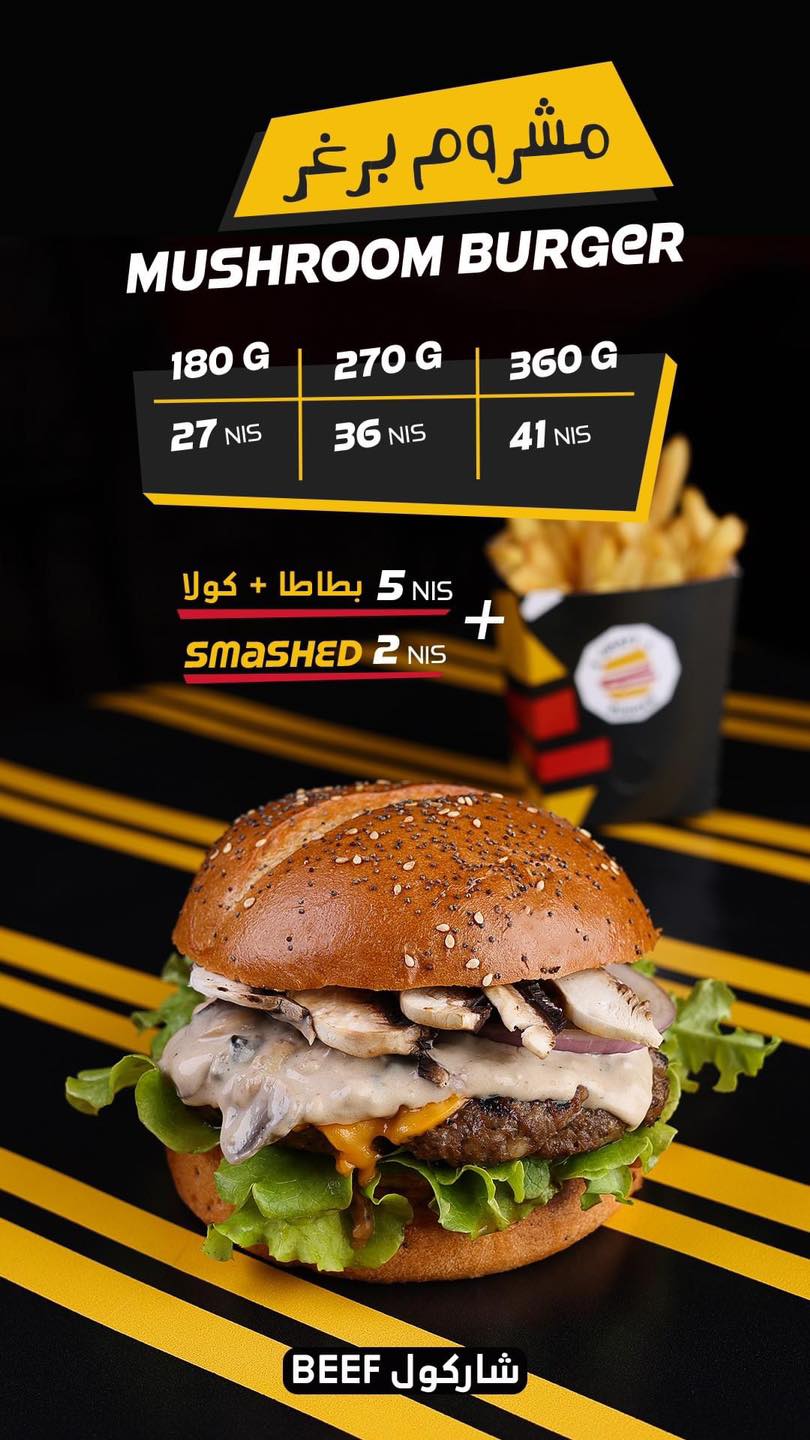 مشروم برغر
MUSHROOM BURGER
180 G 270 G 360 G
27 NIS 36 NIS 41 NIS
بطاطا + كولا 5 NIS
+
SMASHED 2 NIS
شاركول BEEF